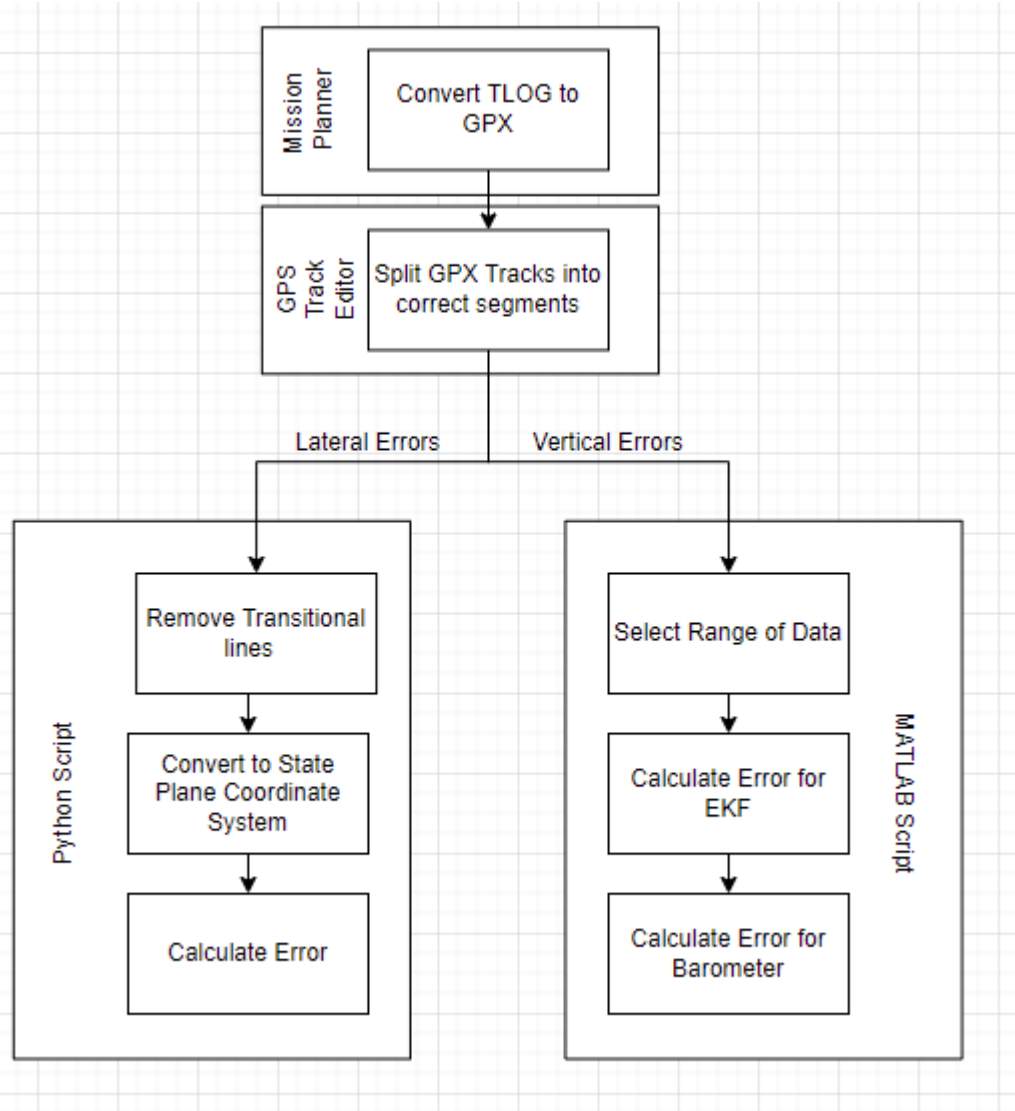 Mission
Planner
Convert TLOG to
GPX
GPS
Track
Editor
Split GPX Tracks into
correct segments
Lateral Errors
Vertical Errors
Python Script
Remove Transitional
lines
Convert to State
Plane Coordinate
System
Calculate Error
Select Range of Data
Calculate Error for
EKF
Calculate Error for
Barometer
MATLAB Script